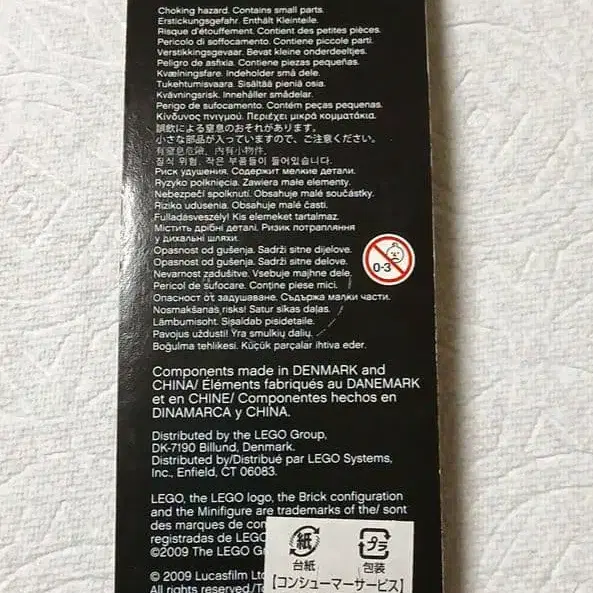 Choking hazard. Contains small parts.
Erstickungsgefahr. Enthält Kleinteile.
Risque d'étouffement. Contient des petites pièces.
Pericolo di soffocamento. Contiene piccole parti.
Verstikkingsgevaar. Bevat kleine onderdeeltjes.
Peligro de asfixia. Contiene piezas pequeñas.
Kvælningsfare. Indeholder små dele.
Tukehtumisvaara. Sisältää pieniä osia.
Kvävningsrisk. Innehåller smådelar.
Perigo de sufocamento. Contém peças pequenas.
Κίνδυνος πνιγμού. Περιέχει μικρά κομματάκια.
誤飲による窒息のおそれがあります。
小さな部品が入っていますので、ご注意ください。
有窒息危險，內有小物件。
질식 위험. 작은 부품들이 들어있습니다.
Риск удушения. Содержит мелкие детали.
Ryzyko połknięcia. Zawiera małe elementy.
Nebezpečí spolknutí. Obsahuje malé součástky.
Riziko udusenia. Obsahuje malé časti.
Fulladásveszély! Kis elemeket tartalmaz.
Містить дрібні деталі. Ризик потрапляння
у дихальні шляхи.
Opasnost od gušenja. Sadrži sitne dijelove.
Opasnost od gušenja. Sadrži sitne delove.
Nevarnost zadušitve. Vsebuje majhne dele.
0-3
Pericol de sufocare. Conține piese mici.
Опасност от задушаване. Съдържа малки части.
Nosmakšanas risks! Satur sīkas daļas.
Lämbumisoht. Sisaldab pisidetaile.
Pavojus uždusti! Yra smulkių dalių.
Boğulma tehlikesi. Küçük parçalar ihtiva eder.
Components made in DENMARK and
CHINA/ Éléments fabriqués au DANEMARK
et en CHINE/ Componentes hechos en
DINAMARCA y CHINA.
Distributed by the LEGO Group,
DK-7190 Billund, Denmark.
Distributed by/Distribué par LEGO Systems,
Inc., Enfield, CT 06083.
LEGO, the LEGO logo, the Brick configuration
and the Minifigure are trademarks of the/ sont
des marques de
registradas de LEGO
©2009 The LEGO
© 2009 Lucasfilm
All rights reserved.
紙
プラ
台紙
包装
【コンシューマーサービス】